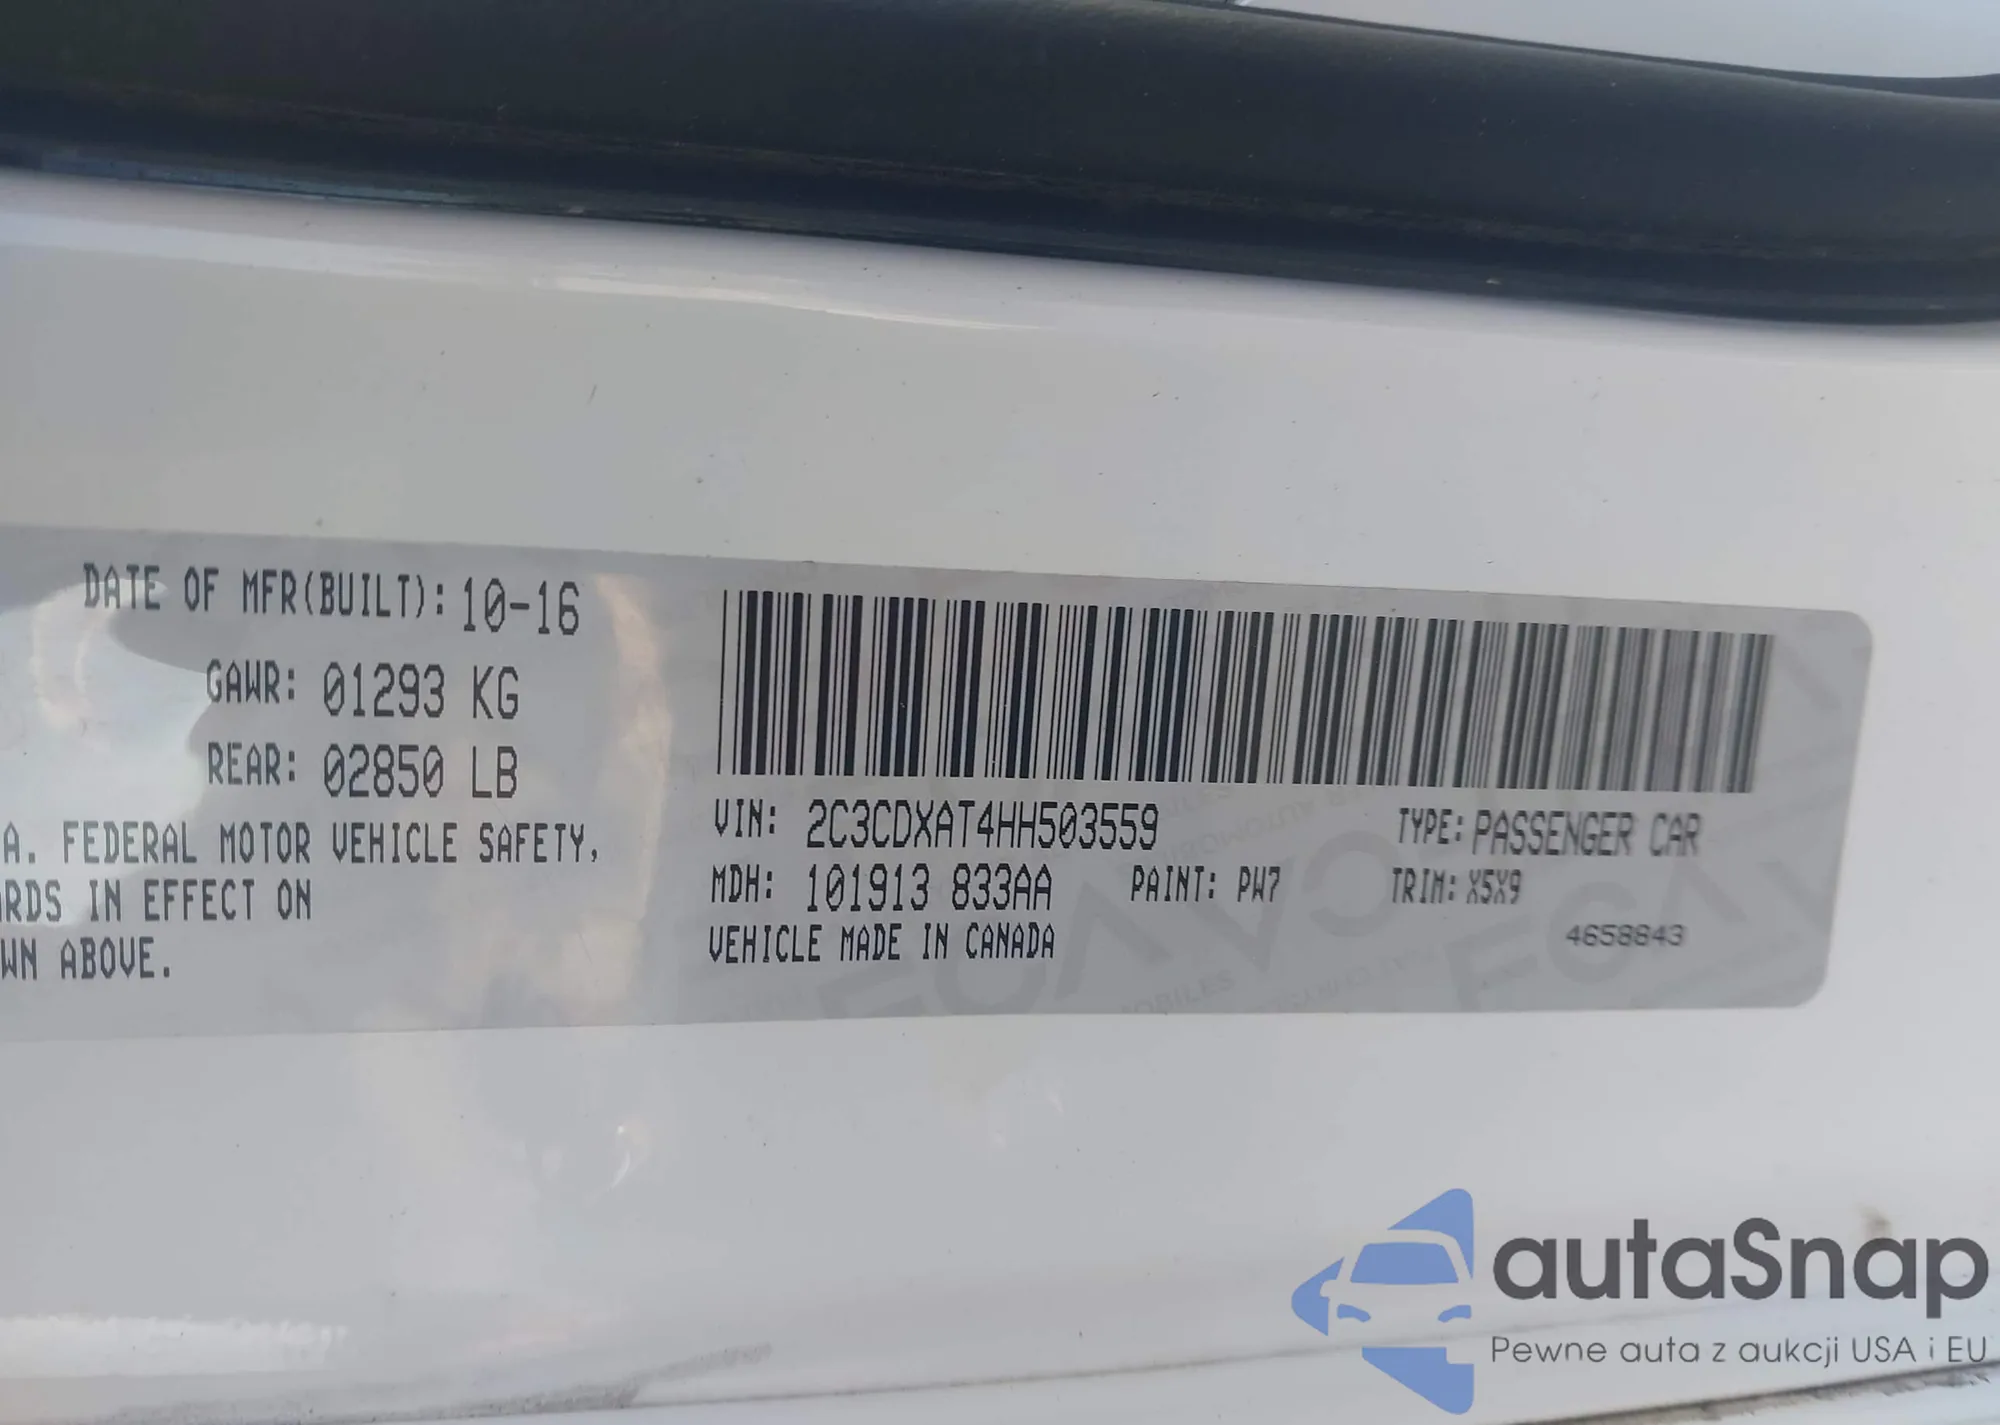 DATE OF MFR(BUILT): 10-16
GAWR: 01293 KG
REAR: 02850 LB
A. FEDERAL MOTOR VEHICLE SAFETY,
RDS IN EFFECT ON
WN ABOVE.
VIN: 2C3CDXAT4HH503559
TYPE: PASSENGER CAR
MDH: 101913 833AA
PAINT: PW7
TRIM: X5X9
VEHICLE MADE IN CANADA
4658843
autaSnap
Pewne auta z aukcji USA i EU